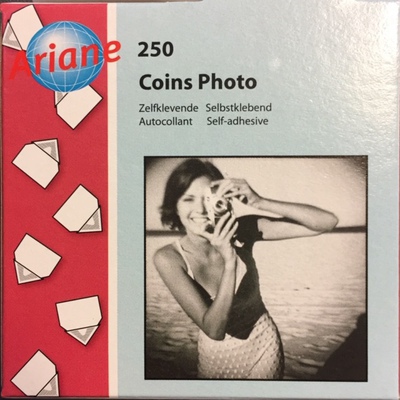 Ariane
250
Coins Photo
Zelfklevende Selbstklebend
Autocollant Self-adhesive